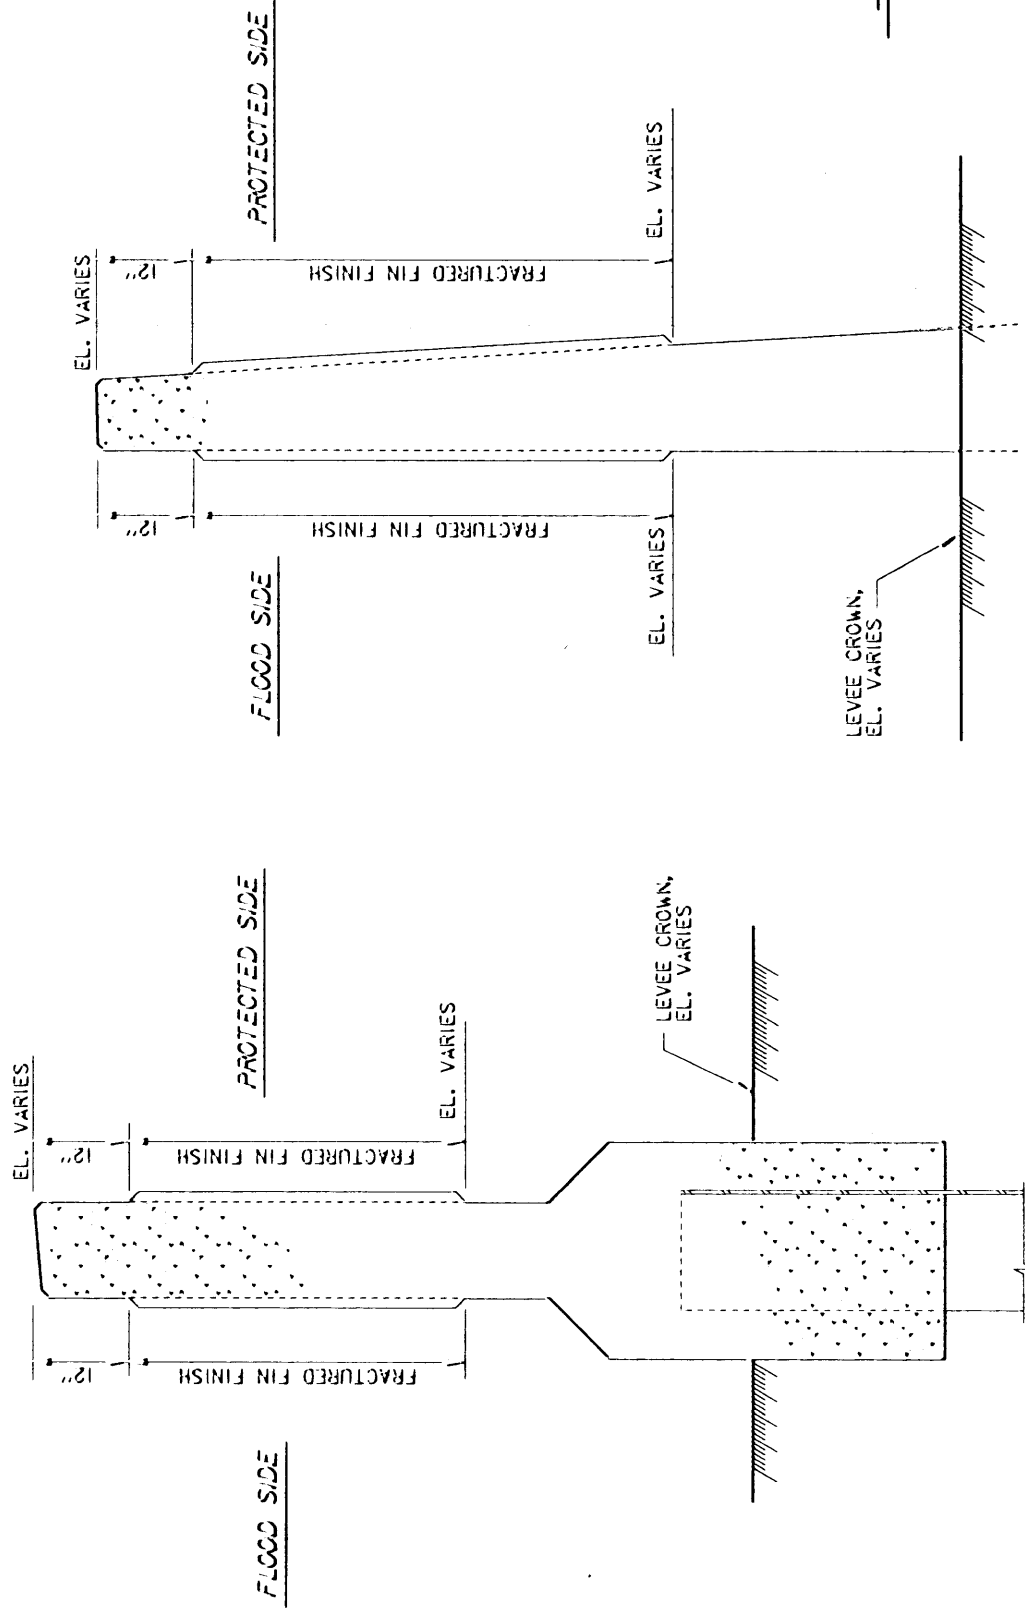 EL. VARIES
12"
12"
FRACTURED FIN FINISH
FRACTURED FIN FINISH
FLOOD SIDE
PROTECTED SIDE
EL. VARIES
LEVEE CROWN,
EL. VARIES
EL. VARIES
12"
12"
FRACTURED FIN FINISH
FRACTURED FIN FINISH
FLOOD SIDE
PROTECTED SIDE
EL. VARIES
EL. VARIES
LEVEE CROWN,
EL. VARIES